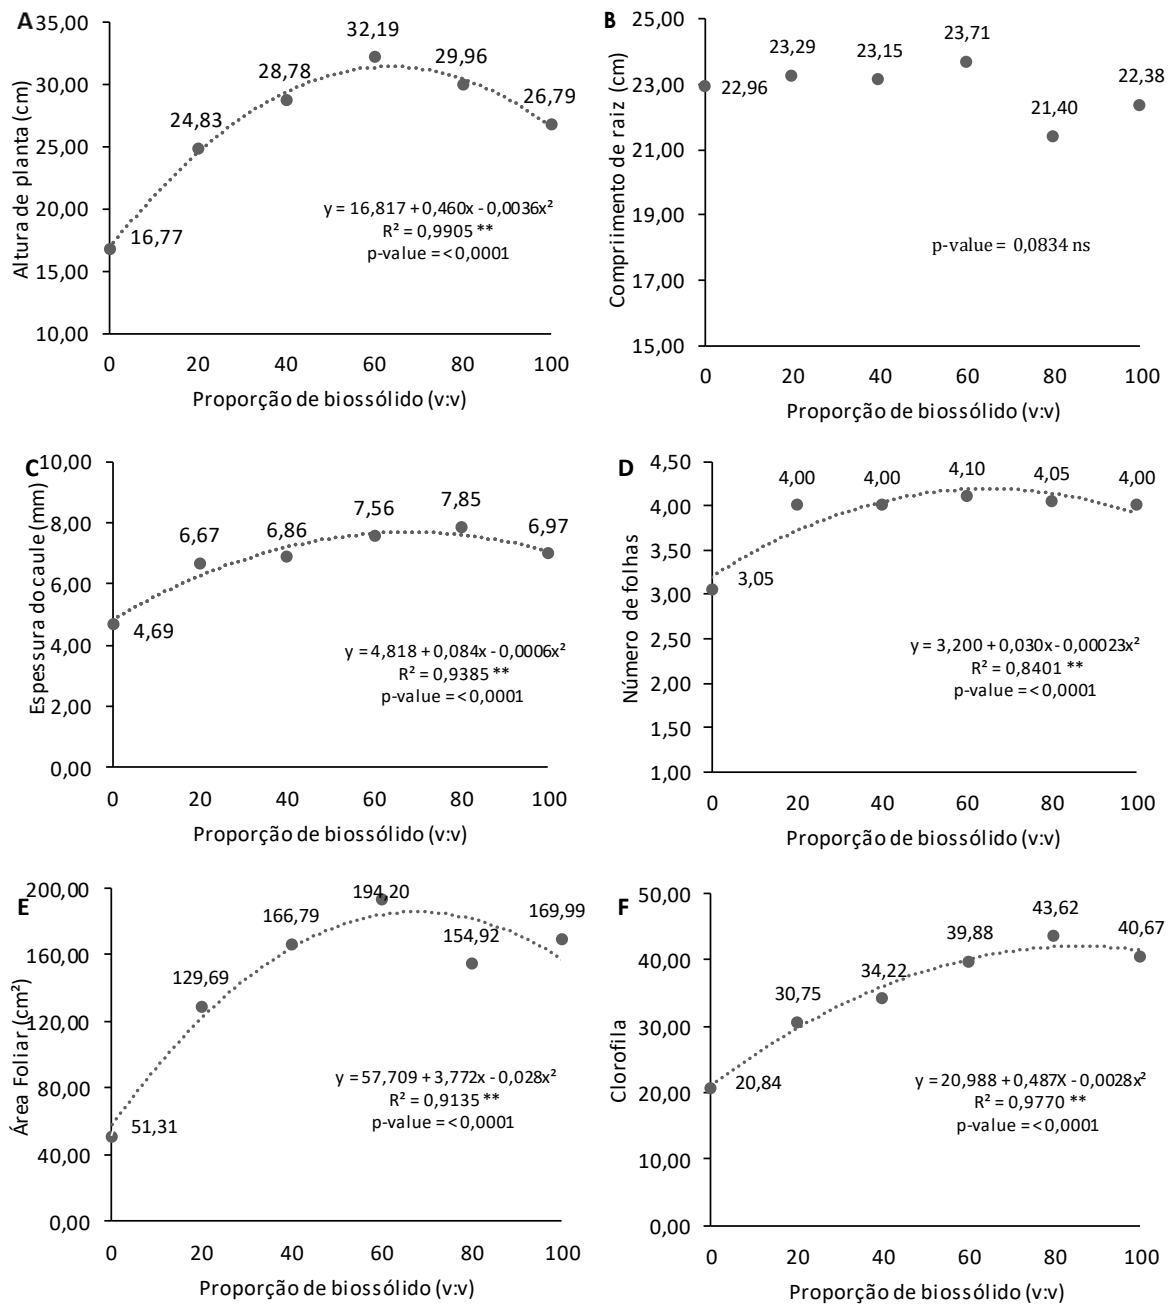 A
Altura de planta (cm)
35,00
30,00
25,00
20,00
15,00
10,00
16,77
24,83
28,78
32,19
29,96
26,79
y = 16,817 + 0,460x - 0,0036x²
R² = 0,9905 **
p-value = < 0,0001
0 20 40 60 80 100
Proporção de biossólido (v:v)
B
Compriimento de raiz (cm)
25,00
23,00
21,00
19,00
17,00
15,00
22,96
23,29
23,15
23,71
21,40
22,38
p-value = 0,0834 ns
0 20 40 60 80 100
Proporção de biossólido (v:v)
C
Espessura do caule (mm)
10,00
8,00
6,00
4,00
2,00
0,00
4,69
6,67
6,86
7,56
7,85
6,97
y = 4,818 + 0,084x - 0,0006x²
R² = 0,9385 **
p-value = < 0,0001
0 20 40 60 80 100
Proporção de biossólido (v:v)
D
Número de folhas
4,50
4,00
3,50
3,00
2,50
2,00
1,50
1,00
3,05
4,00
4,00
4,10
4,05
4,00
y = 3,200 + 0,030x - 0,00023x²
R² = 0,8401 **
p-value = < 0,0001
0 20 40 60 80 100
Proporção de biossólido (v:v)
E
Área Foliar (cm²)
200,00
160,00
120,00
80,00
40,00
0,00
51,31
129,69
166,79
194,20
154,92
169,99
y = 57,709 + 3,772x - 0,028x²
R² = 0,9135 **
p-value = < 0,0001
0 20 40 60 80 100
Proporção de biossólido (v:v)
F
Clorofila
50,00
40,00
30,00
20,00
10,00
0,00
20,84
30,75
34,22
39,88
43,62
40,67
y = 20,988 + 0,487X - 0,0028x²
R² = 0,9770 **
p-value = < 0,0001
0 20 40 60 80 100
Proporção de biossólido (v:v)